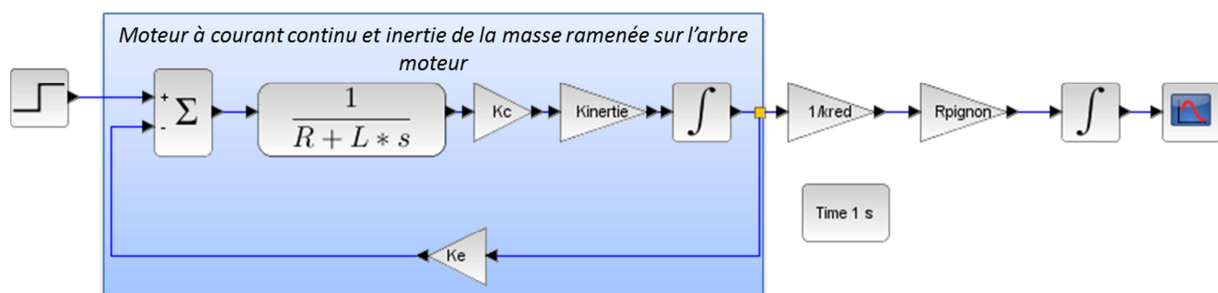 Moteur à courant continu et inertie de la masse ramenée sur l'arbre
moteur
+
-
Σ
1
R + L * s
Kc
Kinertie
∫
1/kred
Rpignon
∫
Time 1 s
Ke